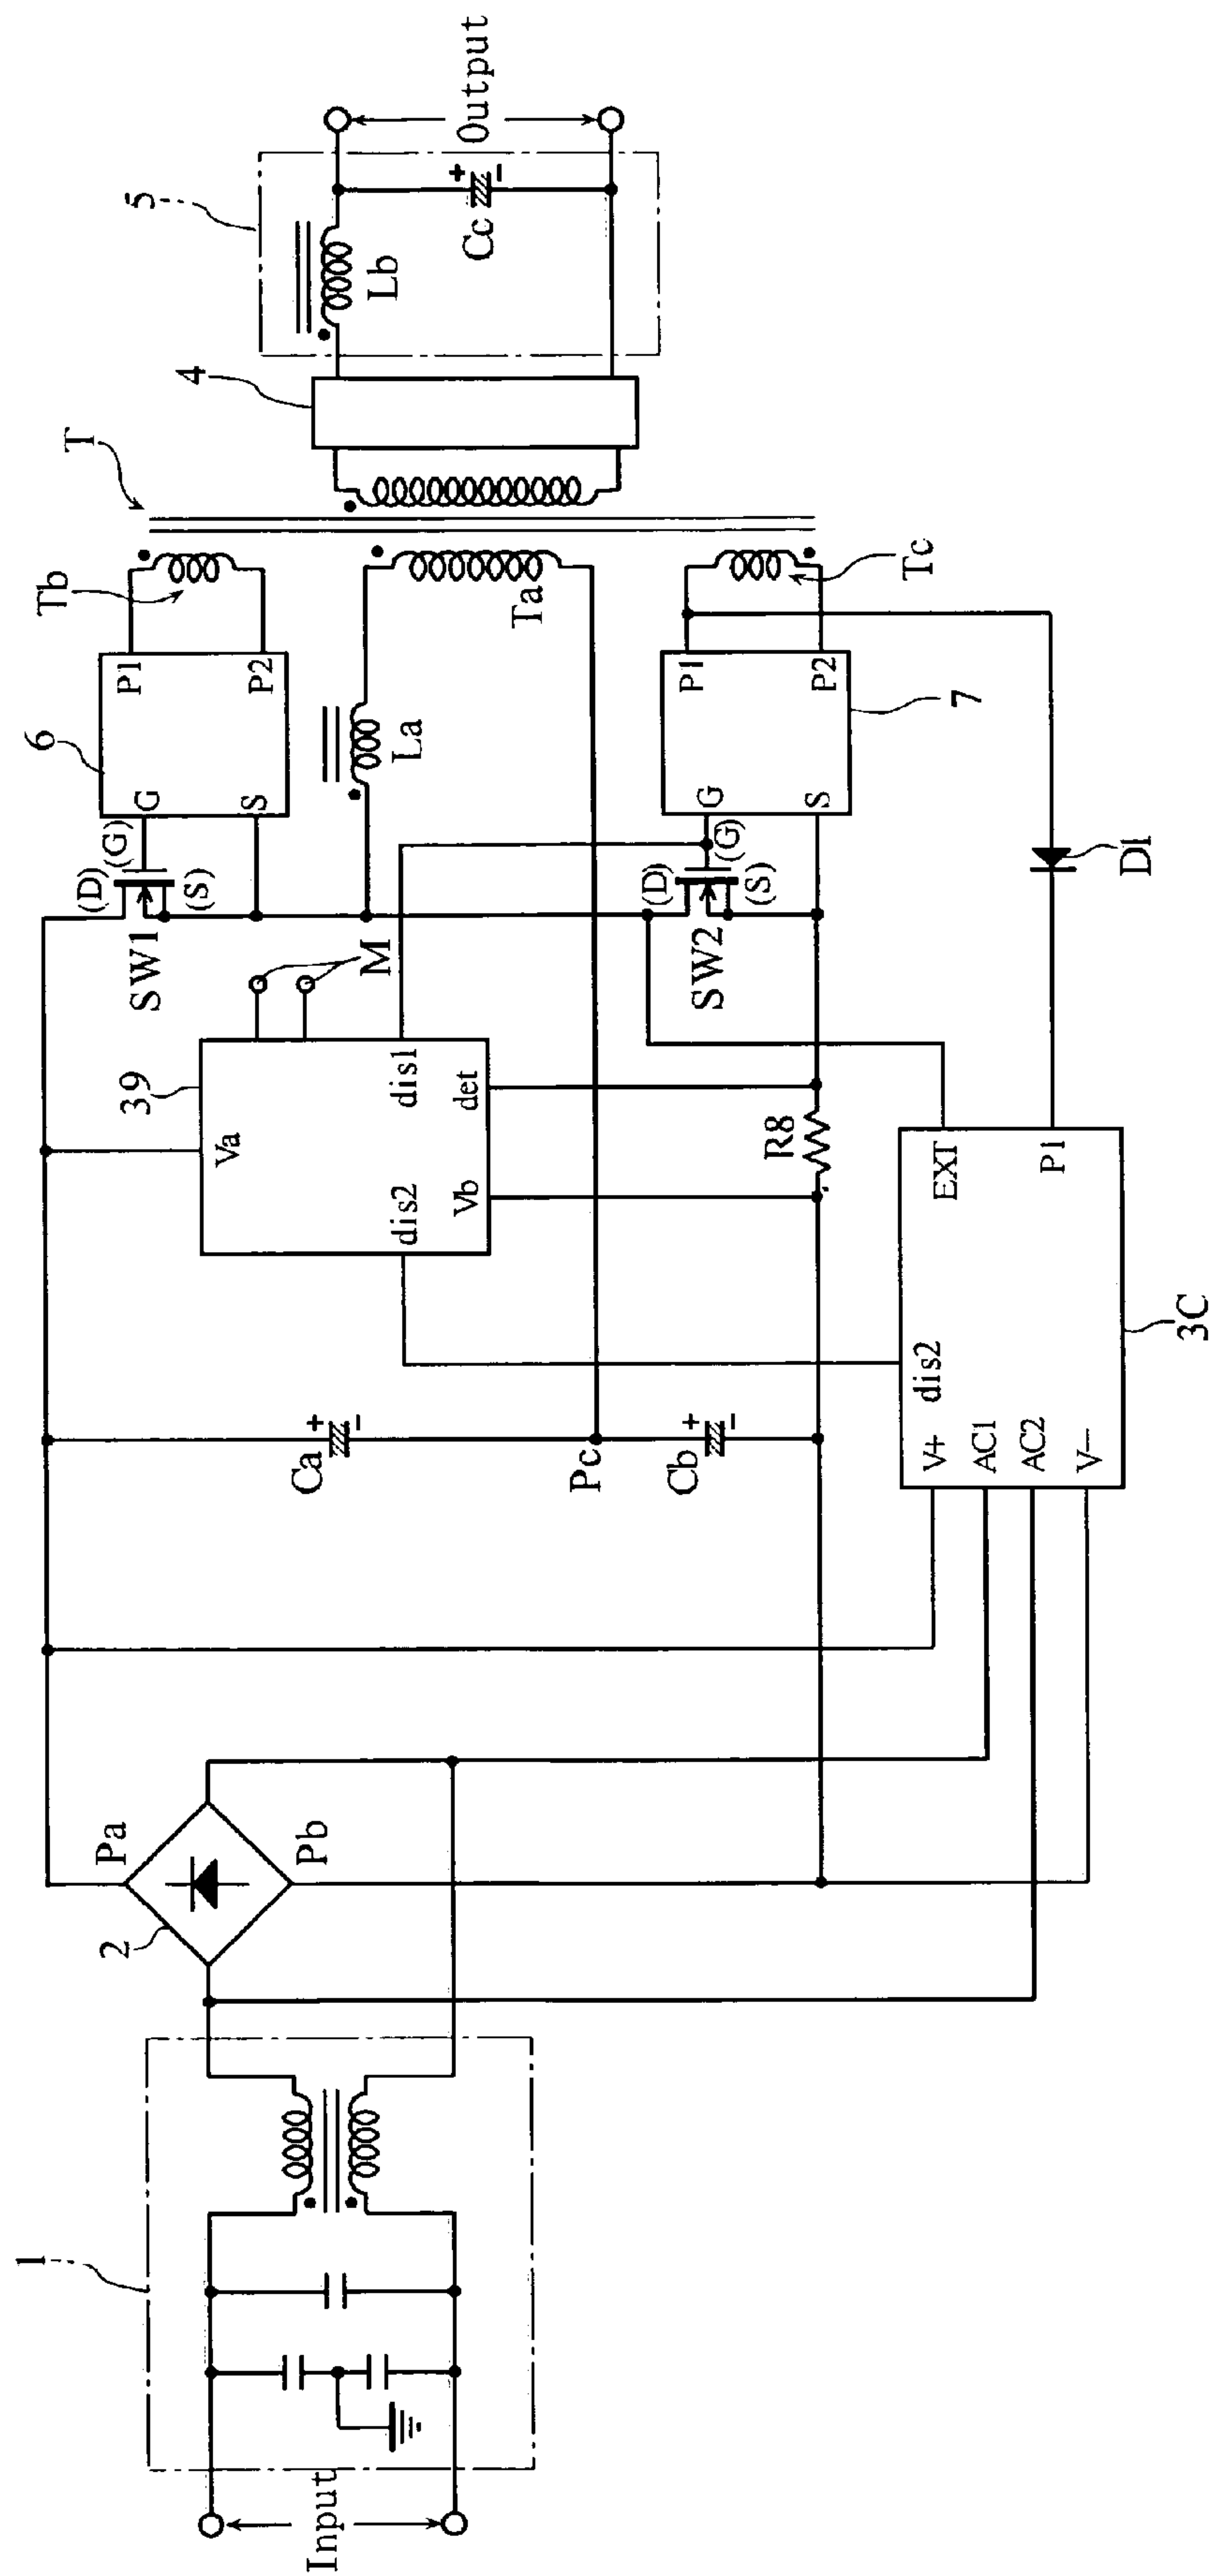 Input
1
2
Pa
Pb
Ca
+
-
Pc
Cb
+
-
V+
AC1
AC2
V-
dis2
EXT
P1
3C
39
Va
dis2
Vb
dis1
det
M
R8
SW1
(D)
(G)
(S)
6
G
S
P1
P2
Tb
La
Ta
SW2
(D)
(G)
(S)
G
S
P1
P2
7
Tc
D1
T
4
5
Lb
Cc
+
-
Output